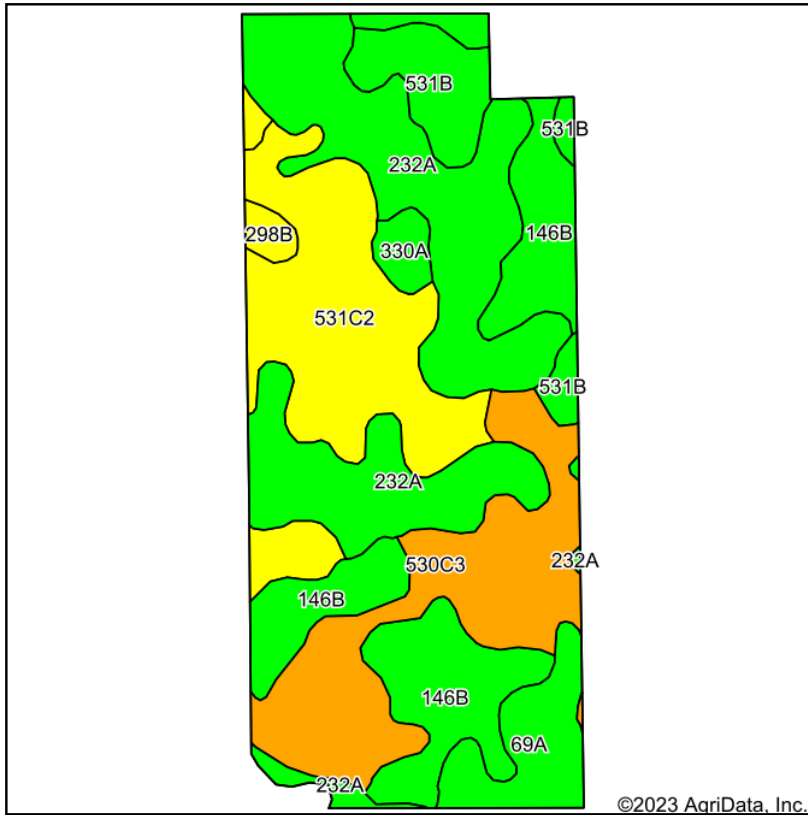 531B
531B
232A
146B
298B
330A
531C2
531B
232A
530C3
232A
146B
146B
69A
232A
©2023 AgriData, Inc.